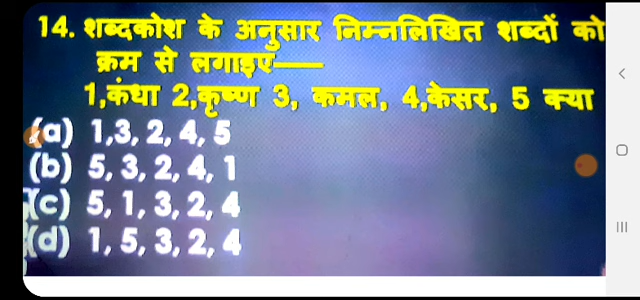 14. शब्दकोश के अनुसार निम्नलिखित शब्दों को
क्रम से लगाइएं——
1,कंधा 2,कृष्ण 3, कमल, 4,केसर, 5 क्या
(a) 1,3, 2, 4, 5
(b) 5, 3, 2, 4, 1
(c) 5, 1, 3, 2, 4
(d) 1, 5, 3, 2, 4